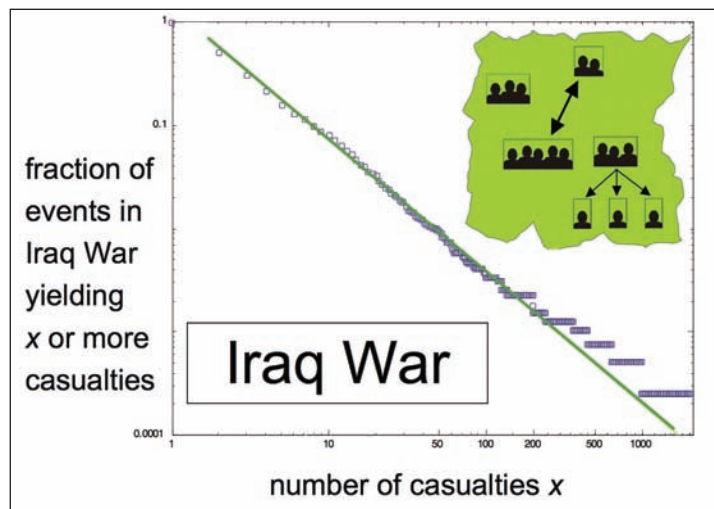 1
0.1
0.0001
fraction of
events in
Iraq War
yielding
x or more
casualties
Iraq War
1
10
50
100
200
500
1000
number of casualties x